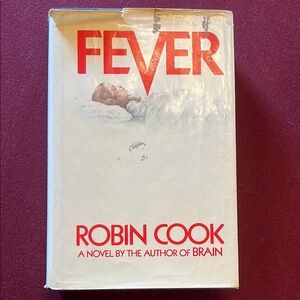 FEVER
ROBIN COOK
A NOVEL BY THE AUTHOR OF BRAIN